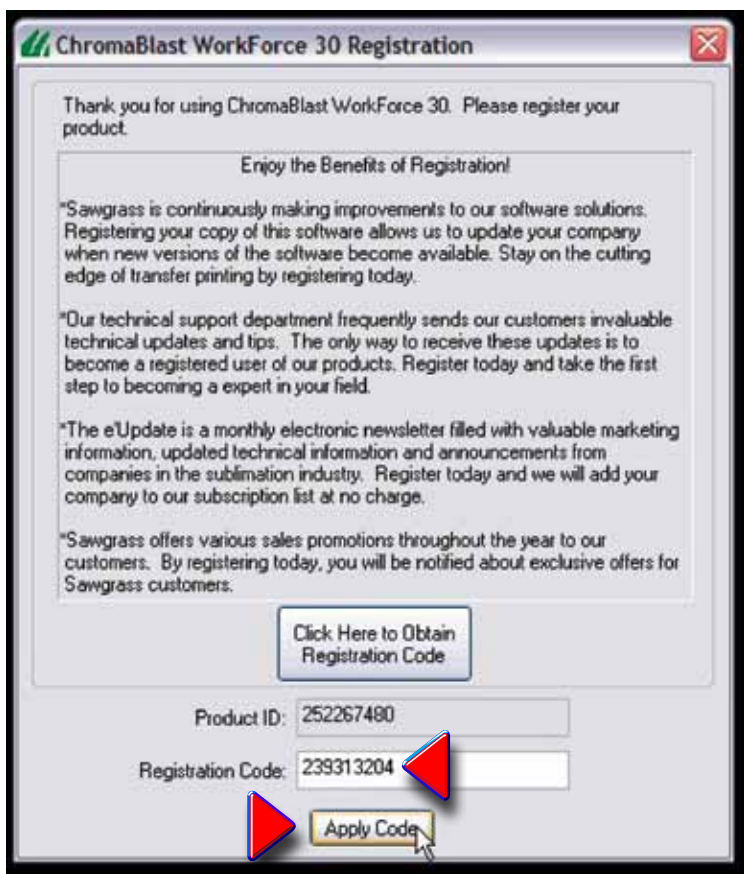 ChromaBlast WorkForce 30 Registration
Thank you for using ChromaBlast WorkForce 30. Please register your
product.
Enjoy the Benefits of Registration!
*Sawgrass is continuously making improvements to our software solutions.
Registering your copy of this software allows us to update your company
when new versions of the software become available. Stay on the cutting
edge of transfer printing by registering today.
*Our technical support department frequently sends our customers invaluable
technical updates and tips. The only way to receive these updates is to
become a registered user of our products. Register today and take the first
step to becoming a expert in your field.
*The e'Update is a monthly electronic newsletter filled with valuable marketing
information, updated technical information and announcements from
companies in the sublimation industry. Register today and we will add your
company to our subscription list at no charge.
*Sawgrass offers various sales promotions throughout the year to our
customers. By registering today, you will be notified about exclusive offers for
Sawgrass customers.
Click Here to Obtain
Registration Code
Product ID: 252267480
Registration Code: 239313204
Apply Code